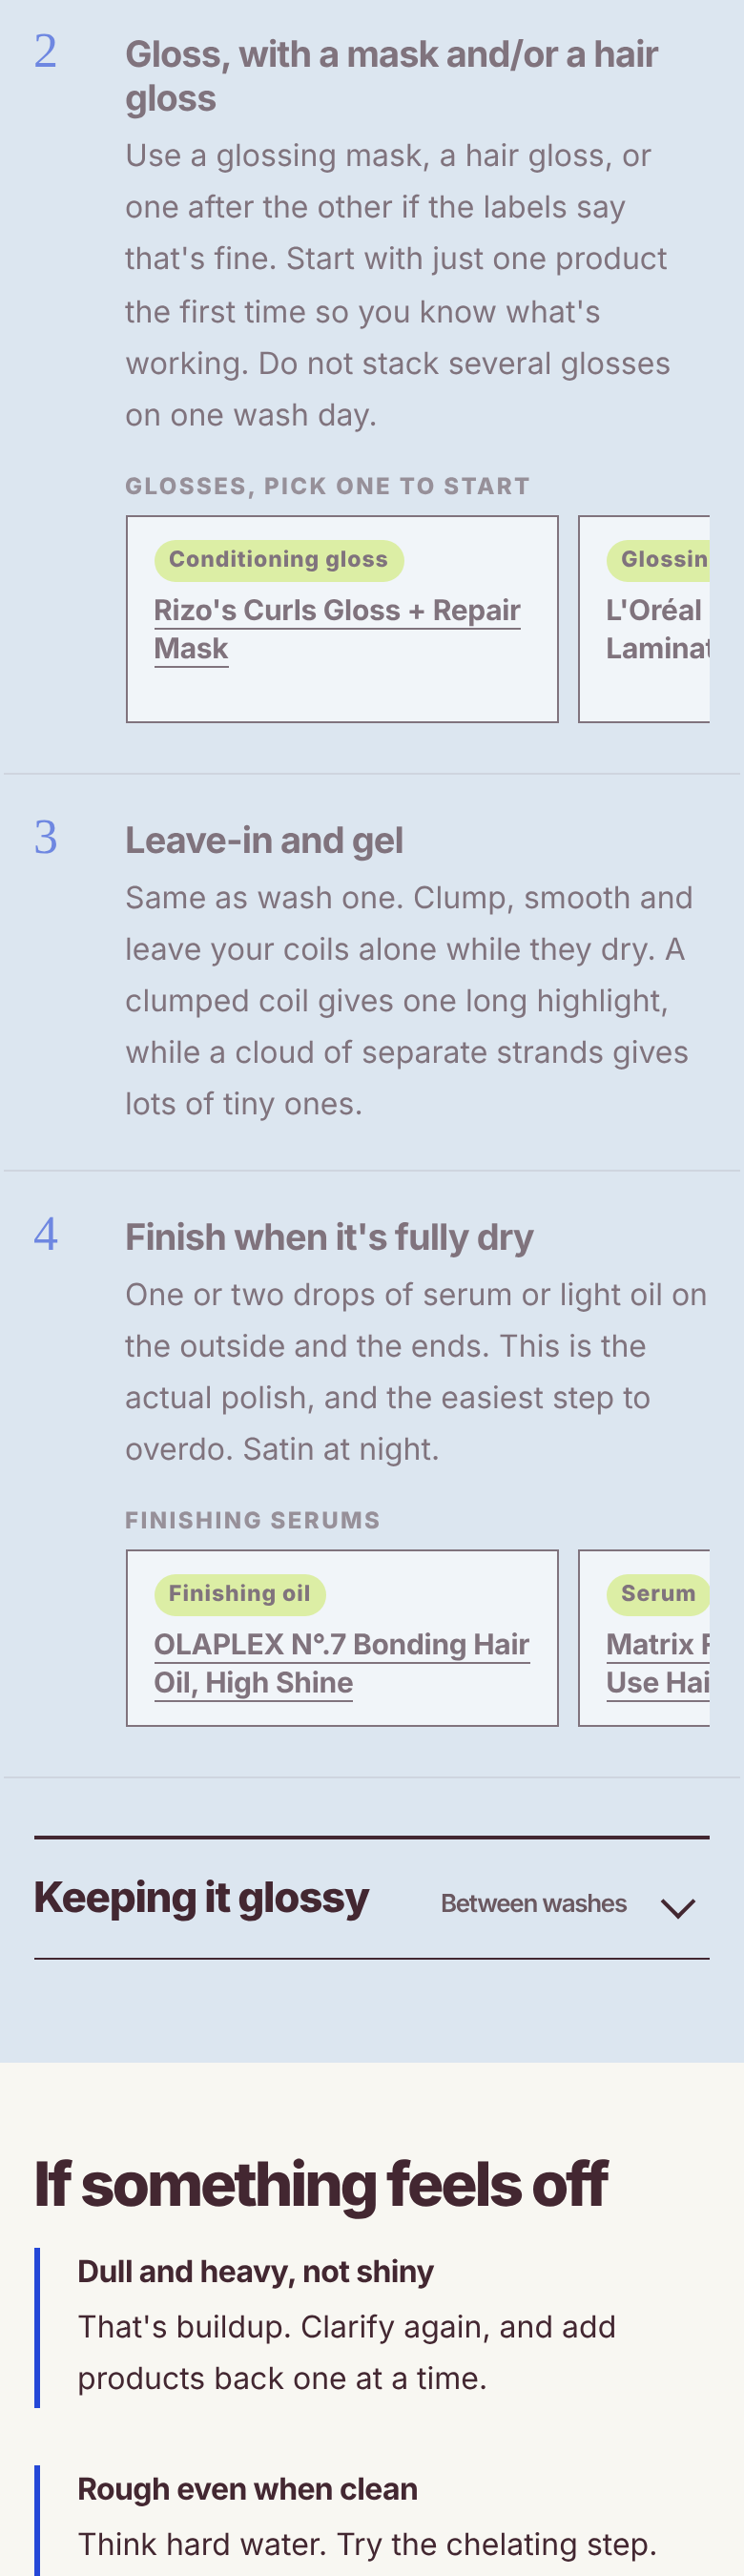 2
Gloss, with a mask and/or a hair
gloss
Use a glossing mask, a hair gloss, or
one after the other if the labels say
that's fine. Start with just one product
the first time so you know what's
working. Do not stack several glosses
on one wash day.
GLOSSES, PICK ONE TO START
Conditioning gloss
Rizo's Curls Gloss + Repair
Mask
L'Oréal
3
Leave-in and gel
Same as wash one. Clump, smooth and
leave your coils alone while they dry. A
clumped coil gives one long highlight,
while a cloud of separate strands gives
lots of tiny ones.
4
Finish when it's fully dry
One or two drops of serum or light oil on
the outside and the ends. This is the
actual polish, and the easiest step to
overdo. Satin at night.
FINISHING SERUMS
Finishing oil
OLAPLEX N°.7 Bonding Hair
Oil, High Shine
Serum
Matrix
Use
Keeping it glossy
Between washes
If something feels off
Dull and heavy, not shiny
That's buildup. Clarify again, and add
products back one at a time.
Rough even when clean
Think hard water. Try the chelating step.